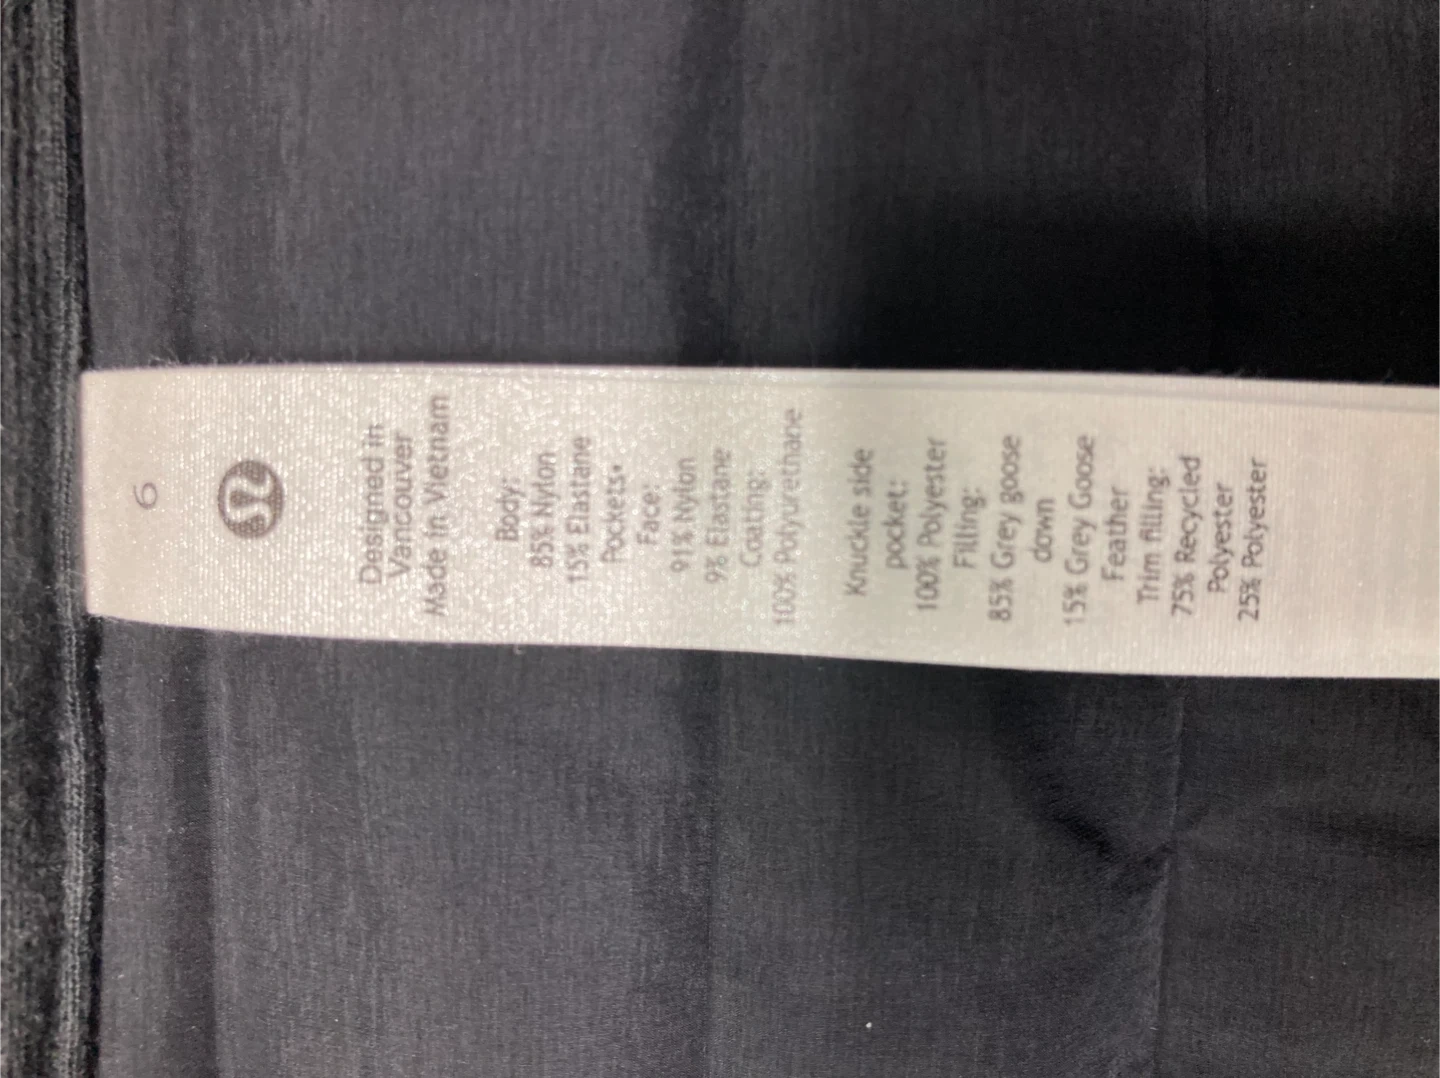 6
Designed in
Vancouver
Made in Vietnam
Body:
85% Nylon
15% Elastane
Pockets•
Face:
91% Nylon
9% Elastane
Coating:
100% Polyurethane
Knuckle side
pocket:
100% Polyester
Filling:
85% Grey goose
down
15% Grey Goose
Feather
Trim filling:
75% Recycled
Polyester
25% Polyester